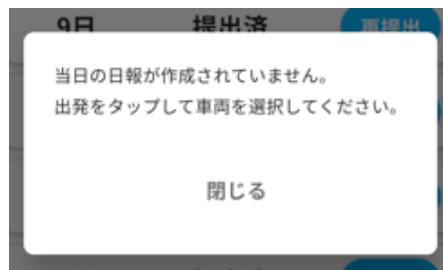 9日 提出済 再提出
当日の日報が作成されていません。
出発をタップして車両を選択してください。
閉じる